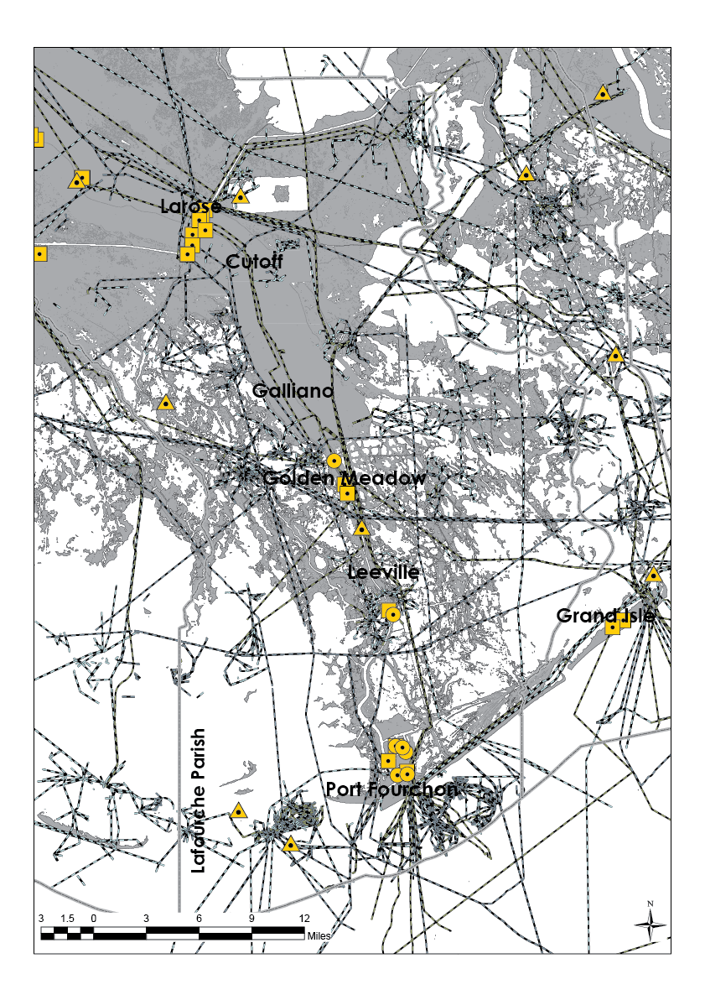 Larose
Cutoff
Galliano
Golden Meadow
Leeville
Grand Isle
Lafourche Parish
Port Fourchon
N
3 1.5 0 3 6 9 12
Miles